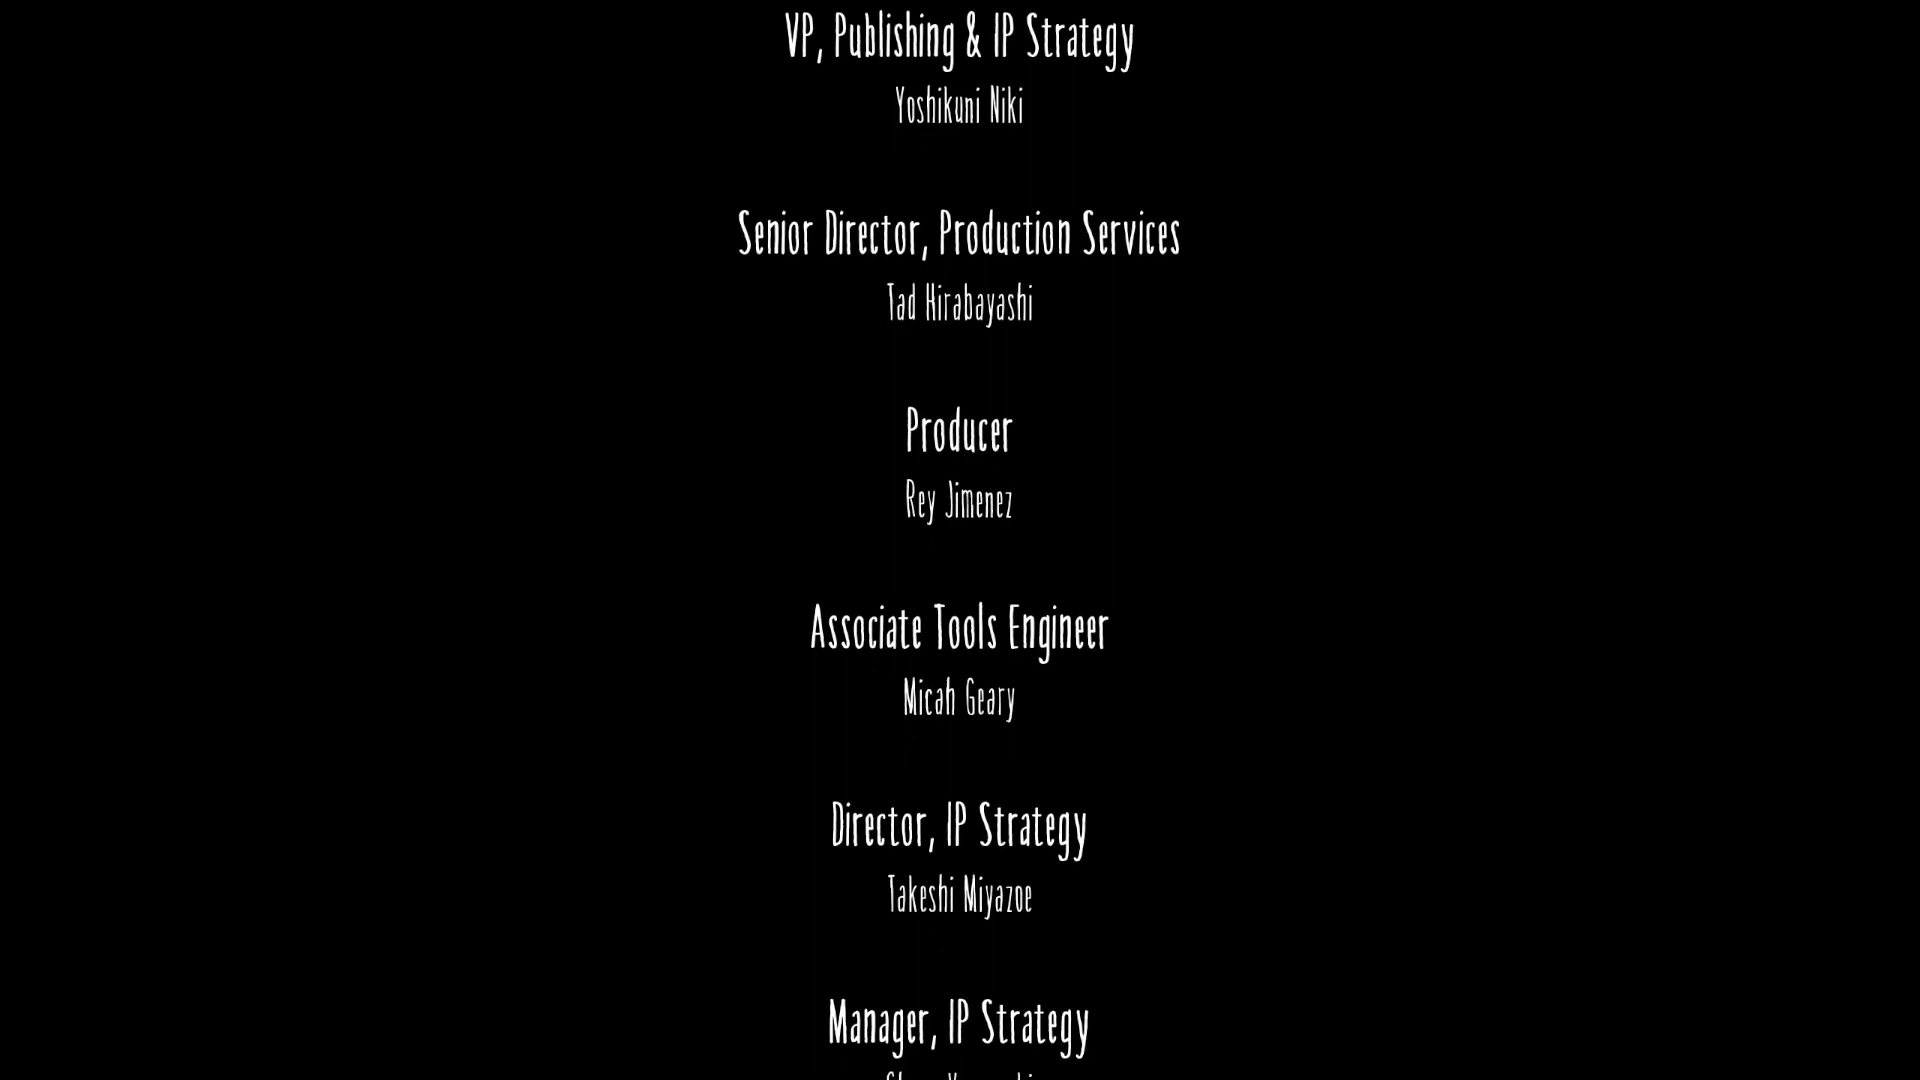 VP, Publishing & IP Strategy
Yoshikuni Niki
Senior Director, Production Services
Tad Hirabayashi
Producer
Rey Jimenez
Associate Tools Engineer
Micah Geary
Director, IP Strategy
Takeshi Miyazoe
Manager, IP Strategy